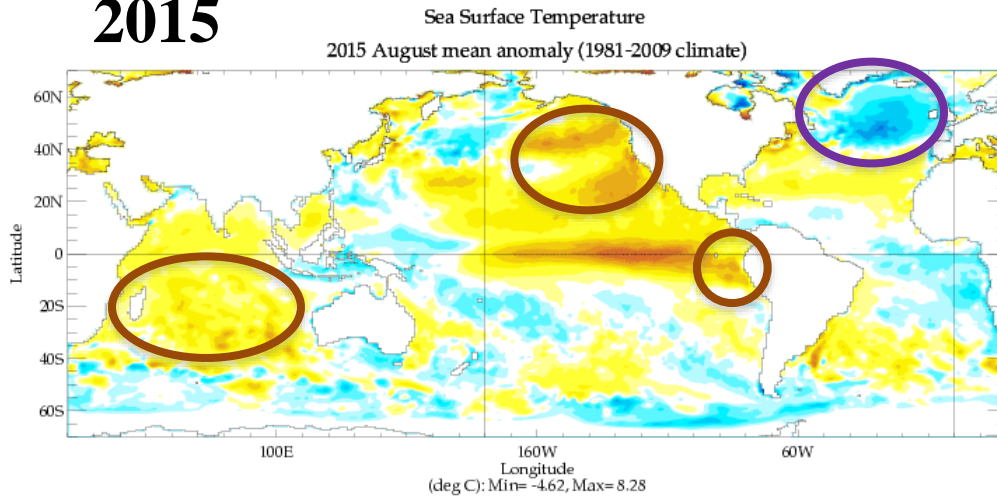 2015
Sea Surface Temperature
2015 August mean anomaly (1981-2009 climate)
60N
40N
20N
0
20S
40S
60S
Latitude
100E
160W
60W
Longitude
(deg C): Min= -4.62, Max= 8.28